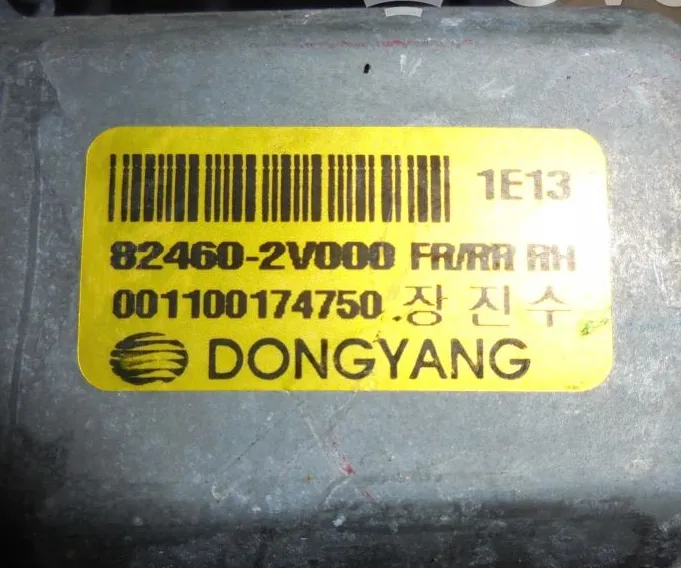 1E13
82460-2V000 FR/RR RH
001100174750 .장진수
DONGYANG